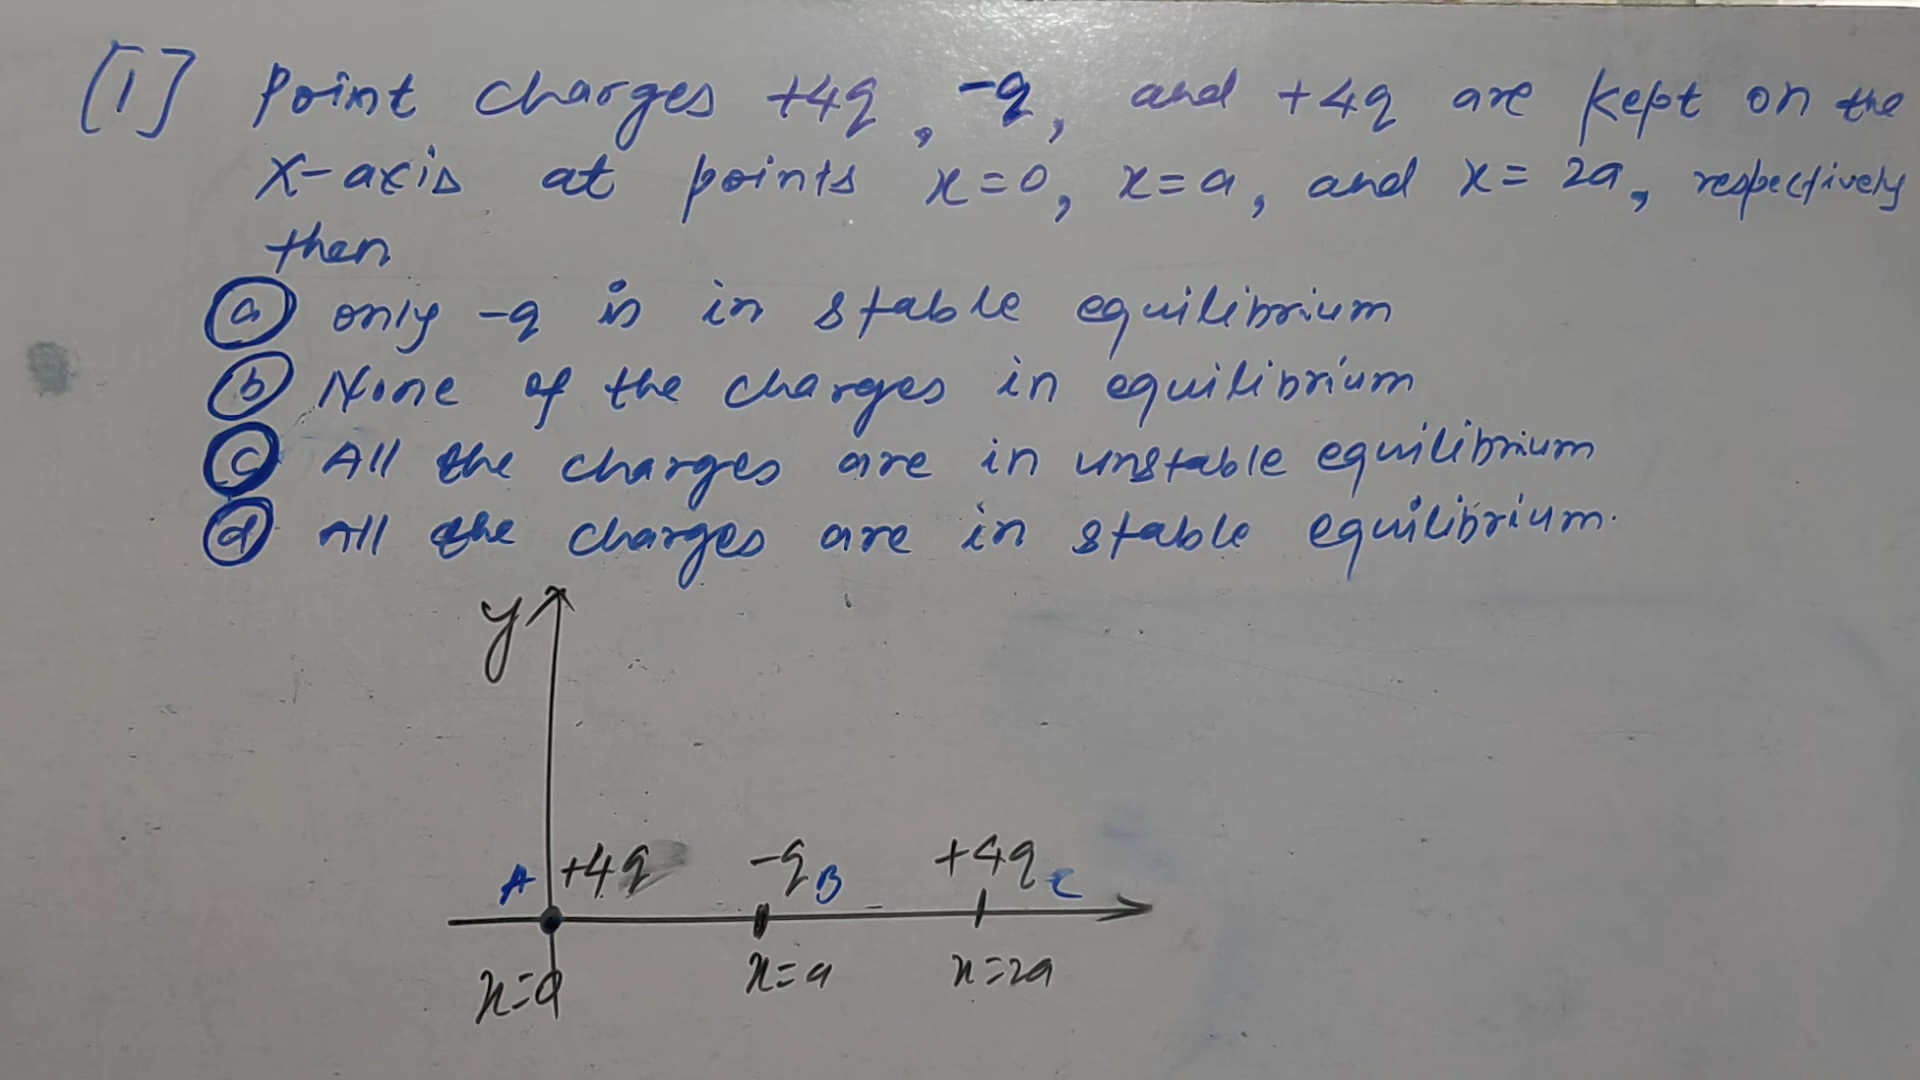 [1] Point charges +4q, -q, and +4q are kept on the
X-axis at points x=0, x=a, and x=2a, respectively
then
(a) only -q is in stable equilibrium
(b) None of the charges in equilibrium
(c) All the charges are in unstable equilibrium
(d) All the charges are in stable equilibrium.
y
A +4q -q B +4q C
x=0 x=a x=2a